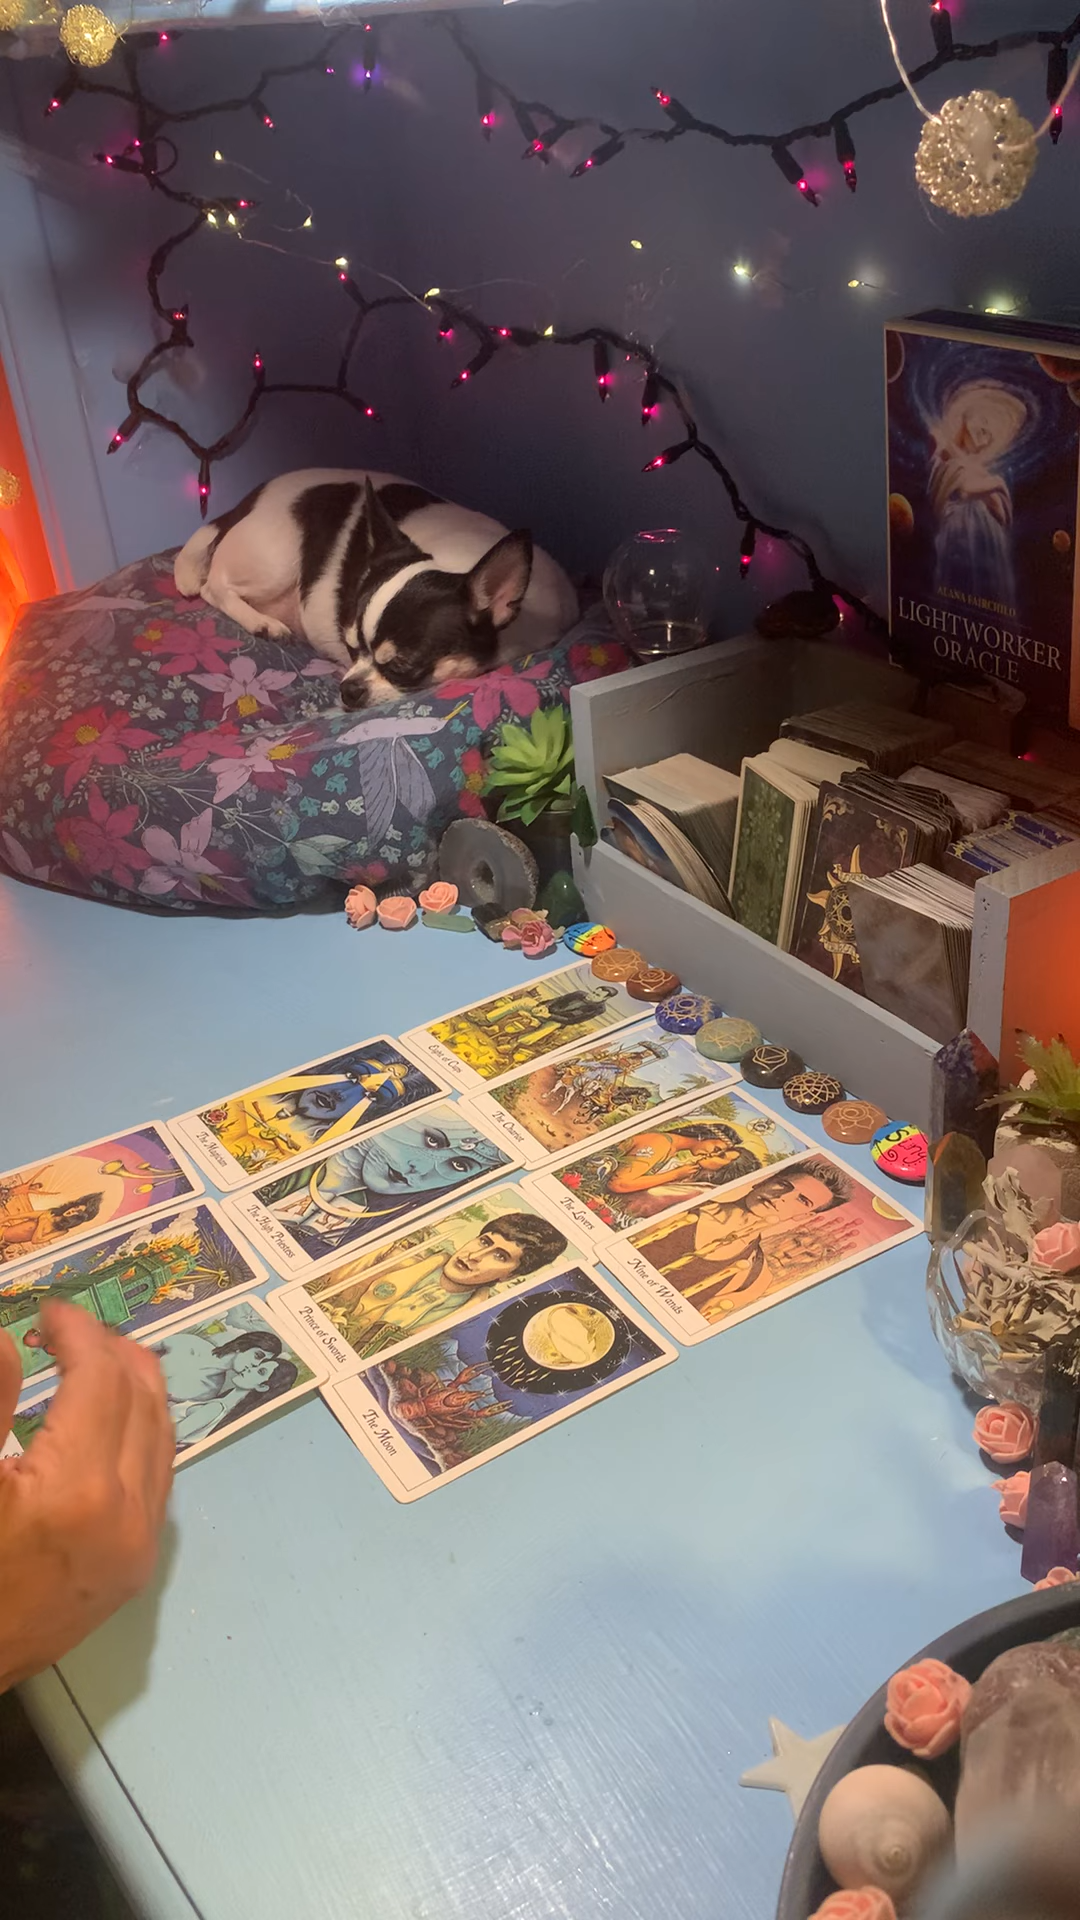 ALANA FAIRCHILD
LIGHTWORKER
ORACLE
Eight of Cups
The Magician
The Chariot
The High Priestess
The Lovers
Prince of Swords
Nine of Wands
The Moon